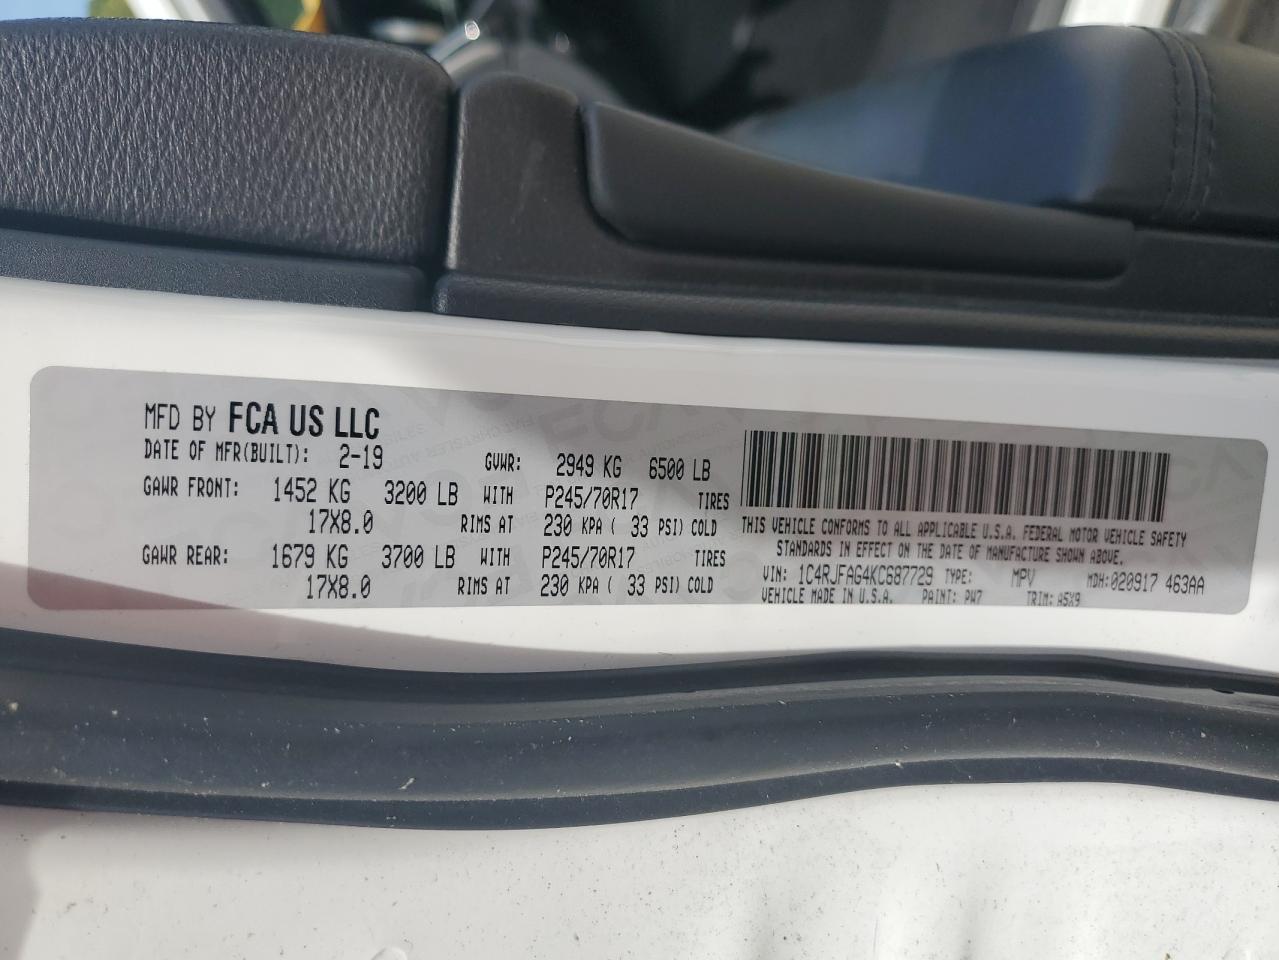 MFD BY FCA US LLC
DATE OF MFR(BUILT): 2-19 GVWR: 2949 KG 6500 LB
GAWR FRONT: 1452 KG 3200 LB WITH P245/70R17 TIRES
17X8.0 RIMS AT 230 KPA ( 33 PSI) COLD
GAWR REAR: 1679 KG 3700 LB WITH P245/70R17 TIRES
17X8.0 RIMS AT 230 KPA ( 33 PSI) COLD
THIS VEHICLE CONFORMS TO ALL APPLICABLE U.S.A. FEDERAL MOTOR VEHICLE SAFETY
STANDARDS IN EFFECT ON THE DATE OF MANUFACTURE SHOWN ABOVE.
VIN: 1C4RJFAG4KC687729 TYPE: MPV MDH:020917 463AA
VEHICLE MADE IN U.S.A. PAINT: PW7 TRIM: A5X9